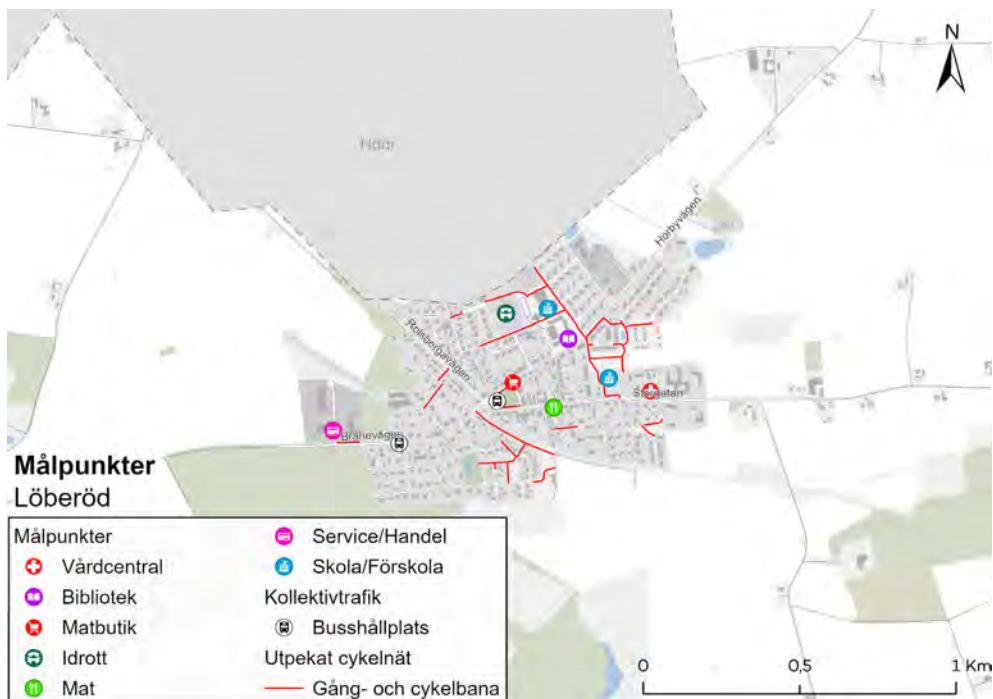 N
Höör
Hörbyvägen
Rolsbergavägen
Storgatan
Brahevägen
Målpunkter
Löberöd
Målpunkter
Vårdcentral
Bibliotek
Matbutik
Idrott
Mat
Service/Handel
Skola/Förskola
Kollektivtrafik
Busshållplats
Utpekat cykelnät
Gång- och cykelbana
0
0,5
1 Km